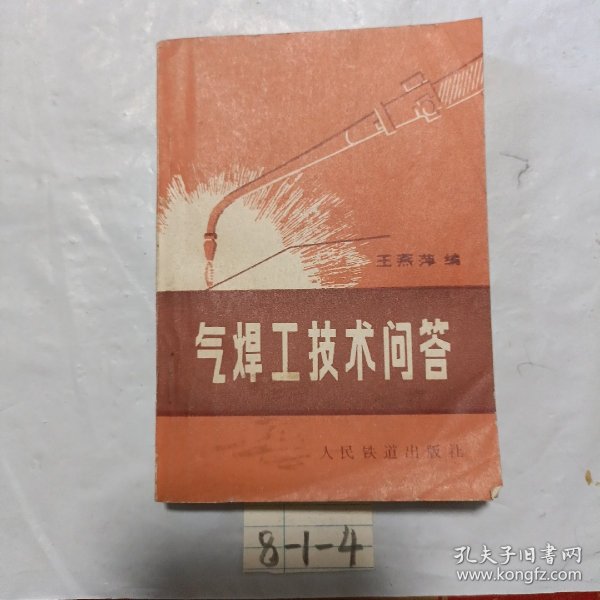 王燕萍 编
气焊工技术问答
人民铁道出版社
8-1-4
孔夫子旧书网
www.kongfz.com